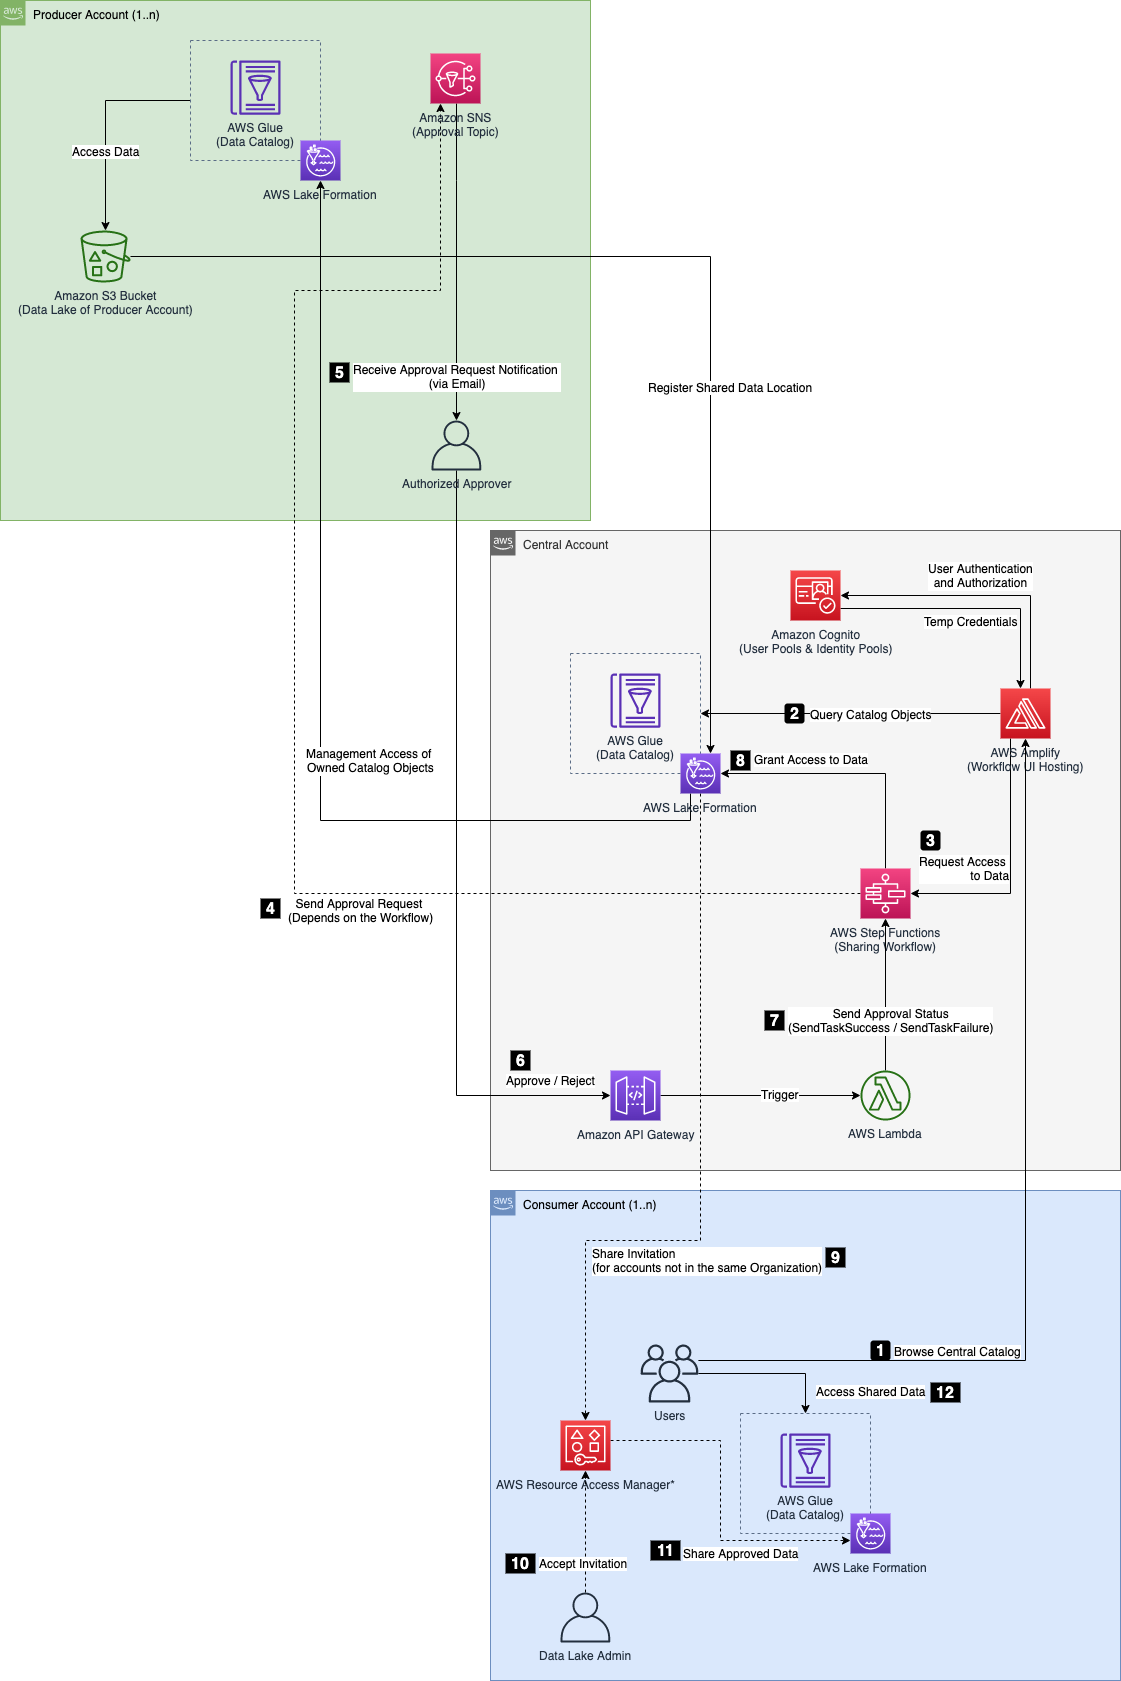 aws
Producer Account (1..n)
AWS Glue
(Data Catalog)
Amazon SNS
(Approval Topic)
Access Data
AWS Lake Formation
Amazon S3 Bucket
(Data Lake of Producer Account)
5
Receive Approval Request Notification
(via Email)
Register Shared Data Location
Authorized Approver
aws
Central Account
User Authentication
and Authorization
Temp Credentials
Amazon Cognito
(User Pools & Identity Pools)
2
Query Catalog Objects
AWS Glue
(Data Catalog)
AWS Amplify
(Workflow UI Hosting)
Management Access of
Owned Catalog Objects
8
Grant Access to Data
AWS Lake Formation
3
Request Access
to Data
4
Send Approval Request
(Depends on the Workflow)
AWS Step Functions
(Sharing Workflow)
7
Send Approval Status
(SendTaskSuccess / SendTaskFailure)
6
Approve / Reject
Trigger
Amazon API Gateway
AWS Lambda
aws
Consumer Account (1..n)
Share Invitation
(for accounts not in the same Organization)
9
1
Browse Central Catalog
Access Shared Data
12
Users
AWS Resource Access Manager*
AWS Glue
(Data Catalog)
11
Share Approved Data
10
Accept Invitation
AWS Lake Formation
Data Lake Admin